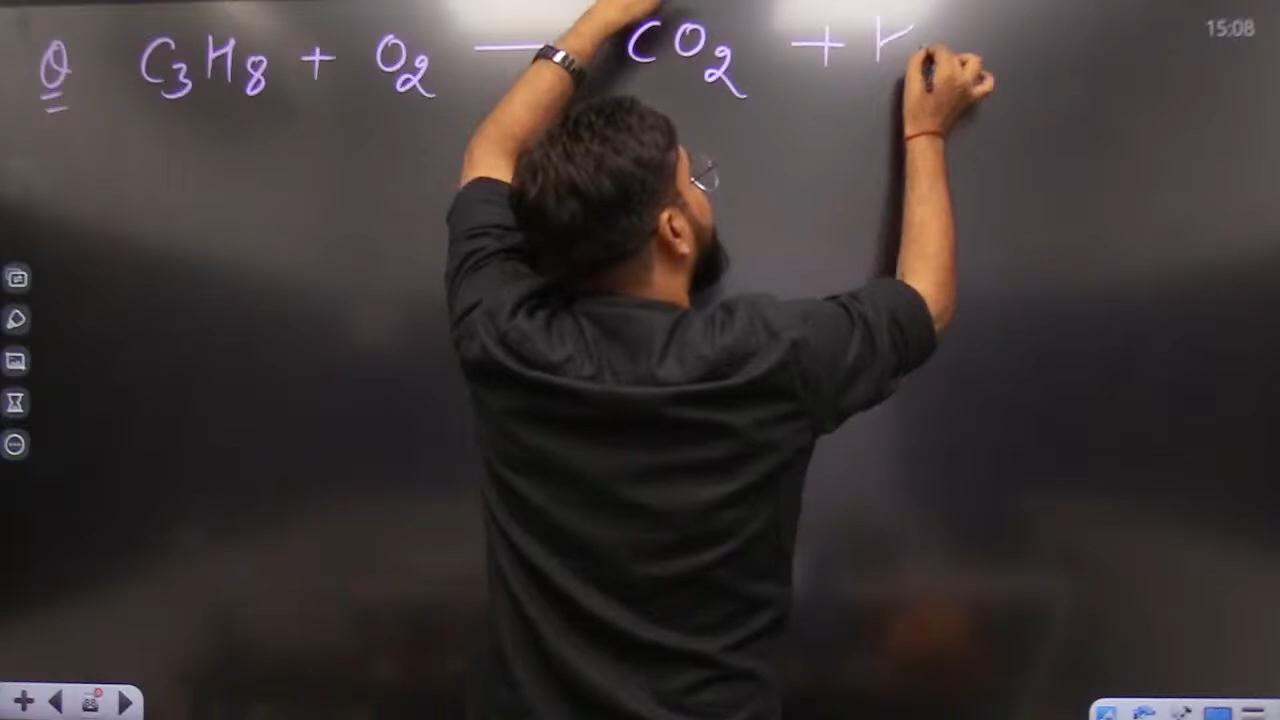 Q C₃H₈ + O₂ — CO₂ + H
15:08